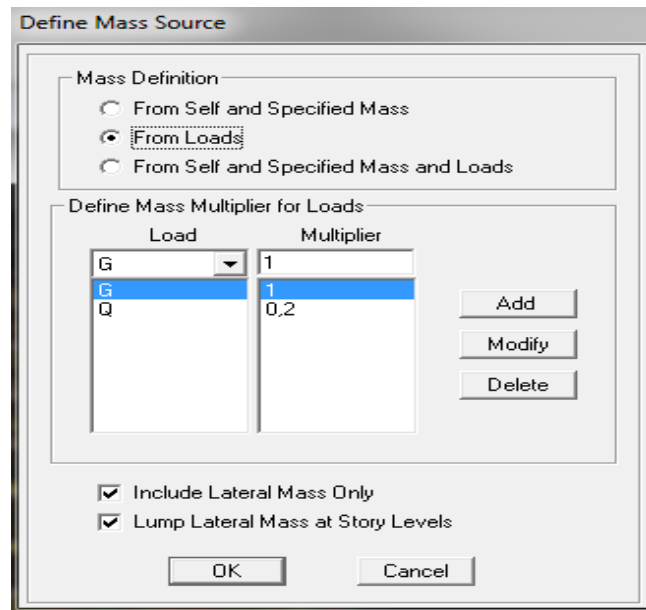 Define Mass Source
Mass Definition
From Self and Specified Mass
From Loads
From Self and Specified Mass and Loads
Define Mass Multiplier for Loads
Load Multiplier
G 1
G 1
Q 0,2
Add
Modify
Delete
Include Lateral Mass Only
Lump Lateral Mass at Story Levels
OK Cancel